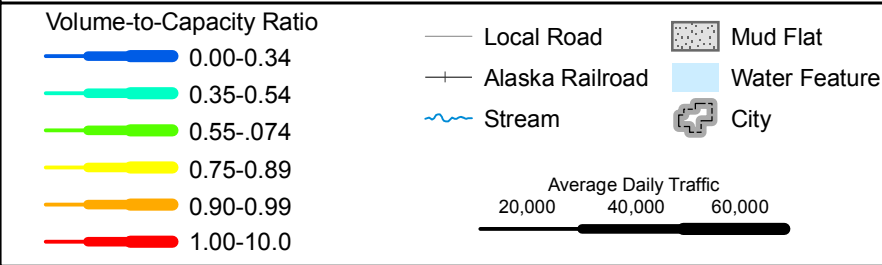 Volume-to-Capacity Ratio
0.00-0.34
0.35-0.54
0.55-.074
0.75-0.89
0.90-0.99
1.00-10.0
Local Road
Alaska Railroad
Stream
Mud Flat
Water Feature
City
Average Daily Traffic
20,000 40,000 60,000